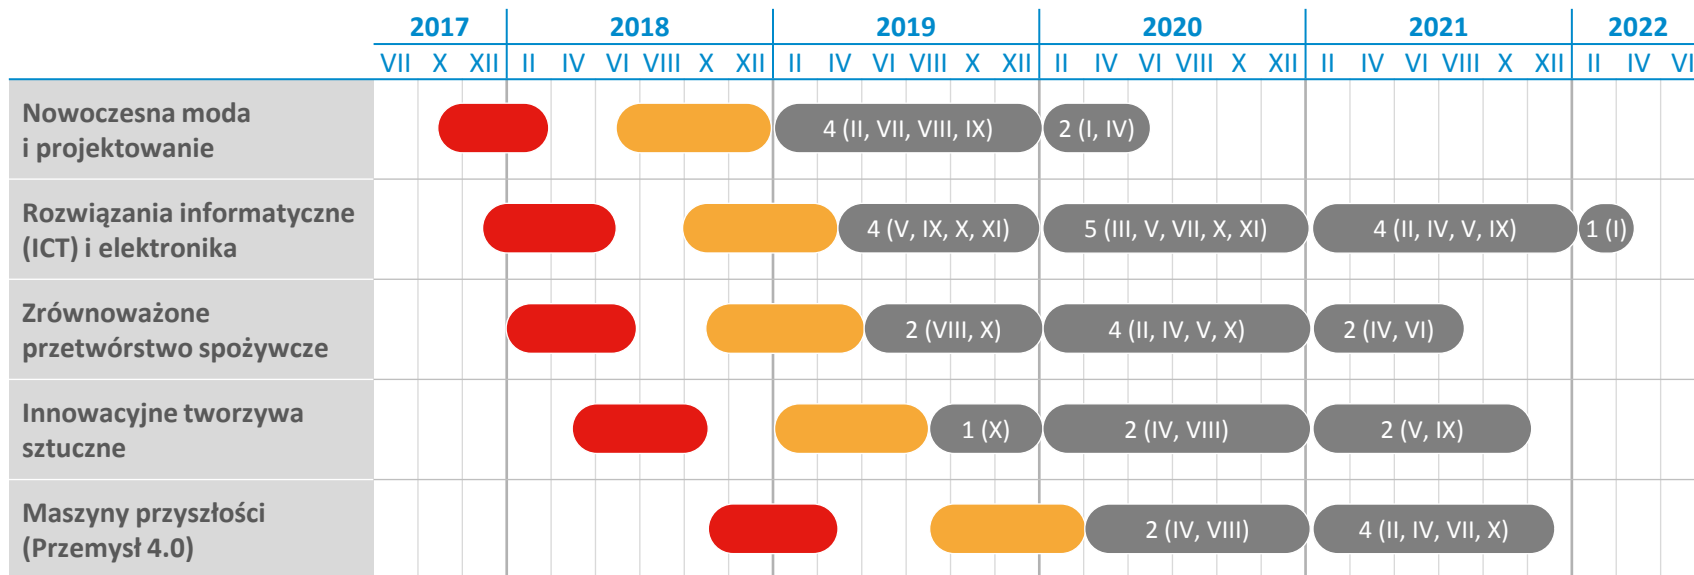 2017 2018 2019 2020 2021 2022
VII X XII II IV VI VIII X XII II IV VI VIII X XII II IV VI VIII X XII II IV VI VIII X XII II IV VI
Nowoczesna moda
i projektowanie
4 (II, VII, VIII, IX) 2 (I, IV)
Rozwiązania informatyczne
(ICT) i elektronika
4 (V, IX, X, XI) 5 (III, V, VII, X, XI) 4 (II, IV, V, IX) 1 (I)
Zrównoważone
przetwórstwo spożywcze
2 (VIII, X) 4 (II, IV, V, X) 2 (IV, VI)
Innowacyjne tworzywa
sztuczne
1 (X) 2 (IV, VIII) 2 (V, IX)
Maszyny przyszłości
(Przemysł 4.0)
2 (IV, VIII) 4 (II, IV, VII, X)